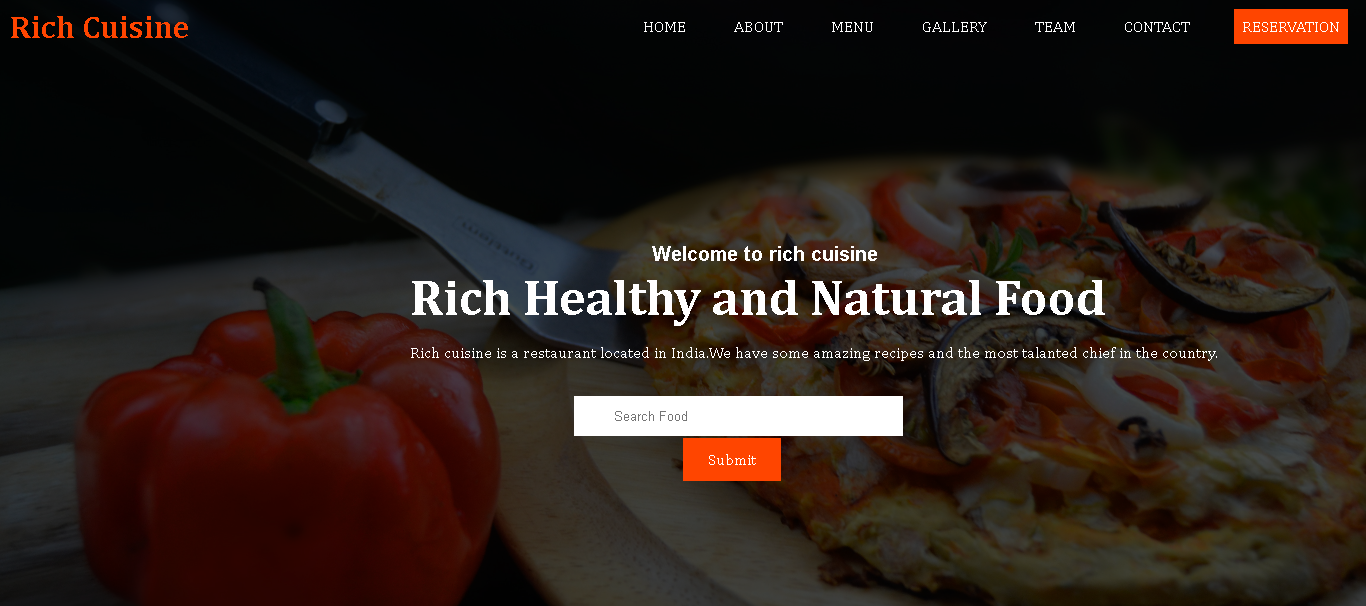 Rich Cuisine
HOME ABOUT MENU GALLERY TEAM CONTACT RESERVATION
Welcome to rich cuisine
Rich Healthy and Natural Food
Rich cuisine is a restaurant located in India.We have some amazing recipes and the most talanted chief in the country.
Search Food
Submit